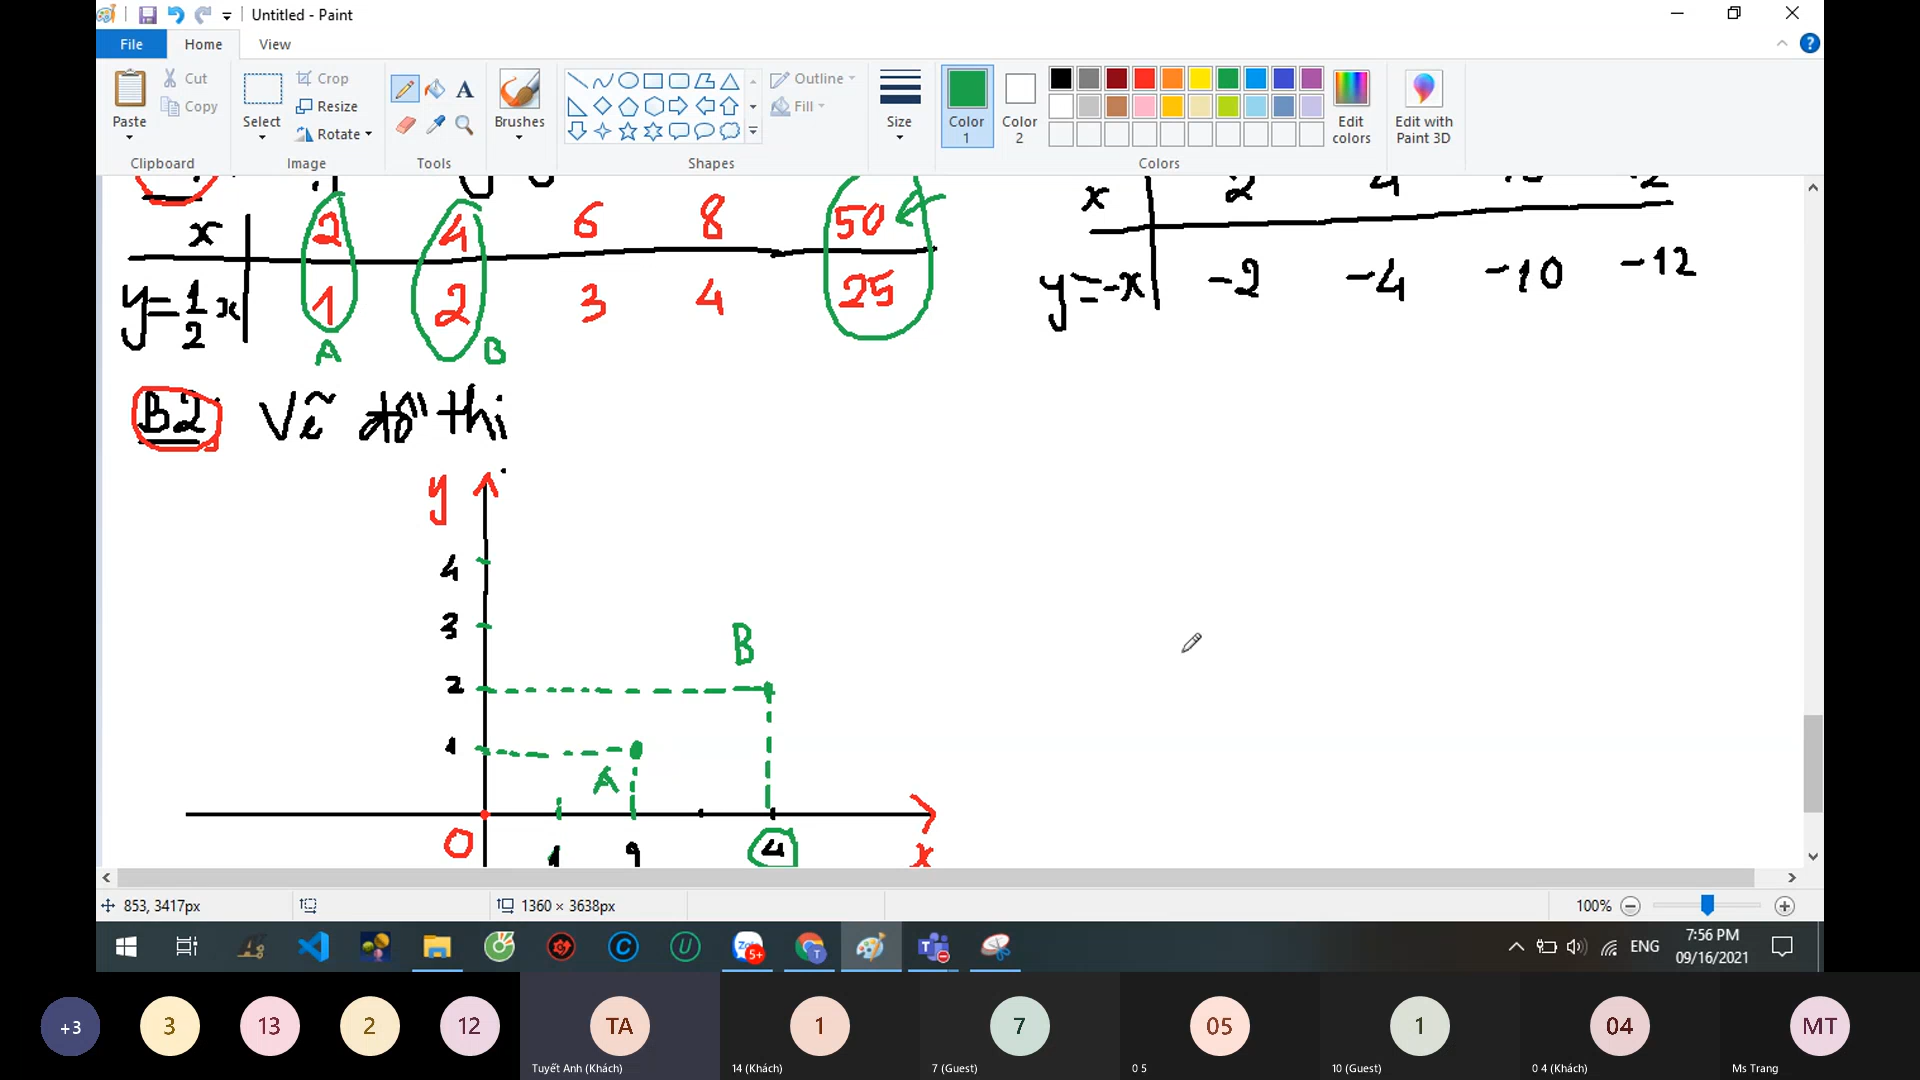 Untitled - Paint
File Home View
Paste Cut Copy Clipboard
Select Crop Resize Rotate Image
Tools
Brushes
Outline Fill Shapes
Size
Color 1 Color 2 Edit colors Colors
Edit with Paint 3D
x 2 4 6 8 50
y=1/2 x 1 2 3 4 25
A B
x 2 4
y=-x -2 -4 -10 -12
B2 Vẽ đồ thị
y
4
3
B
2
1
A
O 1 4 x
853, 3417px 1360 × 3638px 100%
Zalo 5+
T
ENG 7:56 PM
09/16/2021
+3 3 13 2 12 TA 1 7 05 1 04 MT
Tuyết Anh (Khách) 14 (Khách) 7 (Guest) 0 5 10 (Guest) 0 4 (Khách) Ms Trang